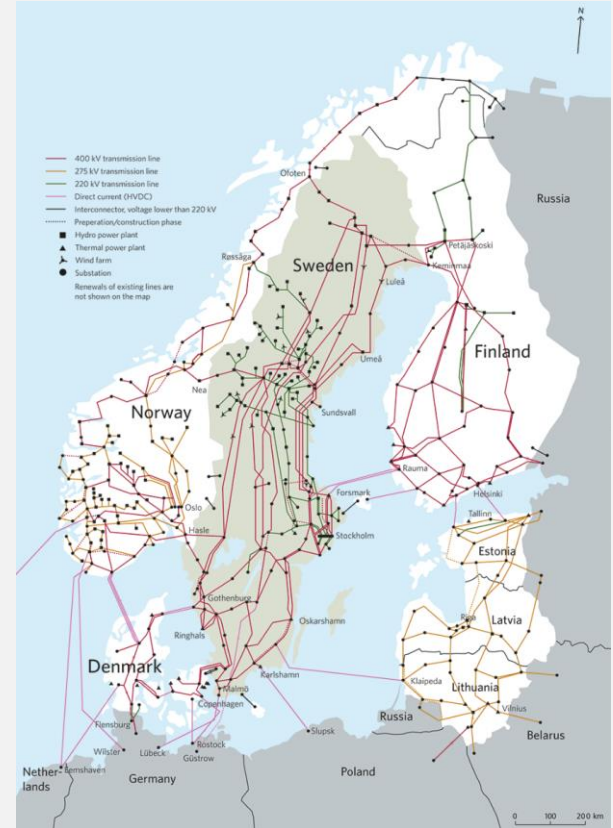 N
400 kV transmission line
275 kV transmission line
220 kV transmission line
Direct current (HVDC)
Interconnector, voltage lower than 220 kV
Preperation/construction phase
Hydro power plant
Thermal power plant
Wind farm
Substation
Renewals of existing lines are
not shown on the map
Ofoten
Russia
Røssåga
Sweden
Petäjäskoski
Keminmaa
Luleå
Finland
Umeå
Nea
Norway
Sundsvall
Rauma
Forsmark
Helsinki
Oslo
Hasle
Tallinn
Stockholm
Estonia
Gothenburg
Oskarshamn
Riga
Latvia
Ringhals
Denmark
Karlshamn
Klaipeda
Malmö
Lithuania
Copenhagen
Vilnius
Russia
Flensburg
Slupsk
Belarus
Wilster
Lübeck
Rostock
Güstrow
Nether-
lands
Germany
Poland
0 100 200 km